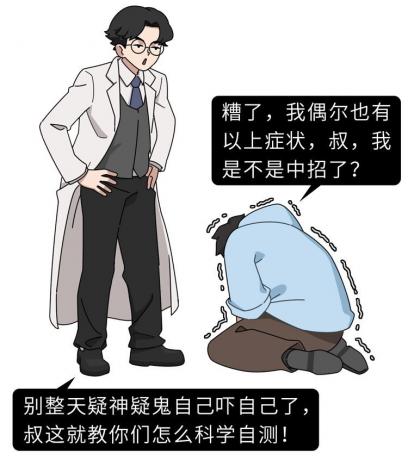 糟了，我偶尔也有
以上症状，叔，我
是不是中招了？
别整天疑神疑鬼自己吓自己了，
叔这就教你们怎么科学自测！